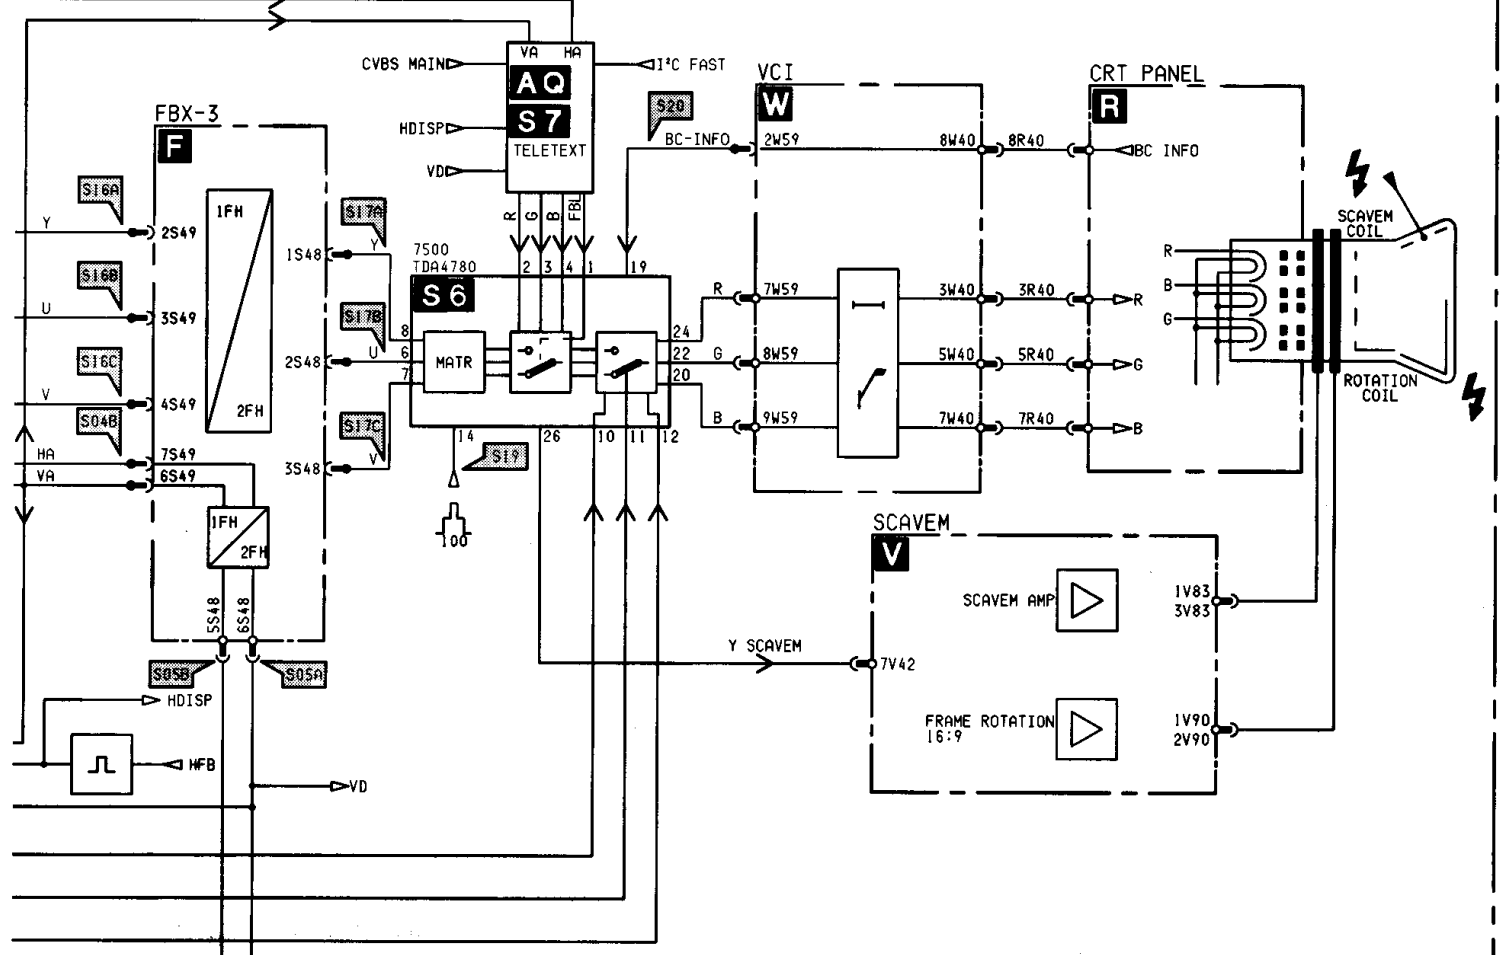 VA HA
CVBS MAIN
I²C FAST
AQ
S7
HDISP
TELETEXT
VD
R G B FBL
FBX-3
F
1FH
2FH
S16A
Y
2S49
S16B
U
3S49
S16C
V
4S49
S04B
HA
7S49
VA
6S49
1FH
2FH
5S48
6S48
S05B
S05A
HDISP
HFB
VD
S17A
Y
1S48
S17B
U
2S48
S17C
V
3S48
7500
TDA4780
S6
2 3 4 1 19
8
6
7
MATR
24
22
20
14 26 10 11 12
S19
100
S20
BC-INFO
VCI
W
2W59
8W40
8R40
R
7W59
3W40
3R40
G
8W59
5W40
5R40
B
9W59
7W40
7R40
CRT PANEL
R
BC INFO
R
B
G
R
G
B
SCAVEM
COIL
ROTATION
COIL
SCAVEM
V
SCAVEM AMP
1V83
3V83
Y SCAVEM
7V42
FRAME ROTATION
16:9
1V90
2V90